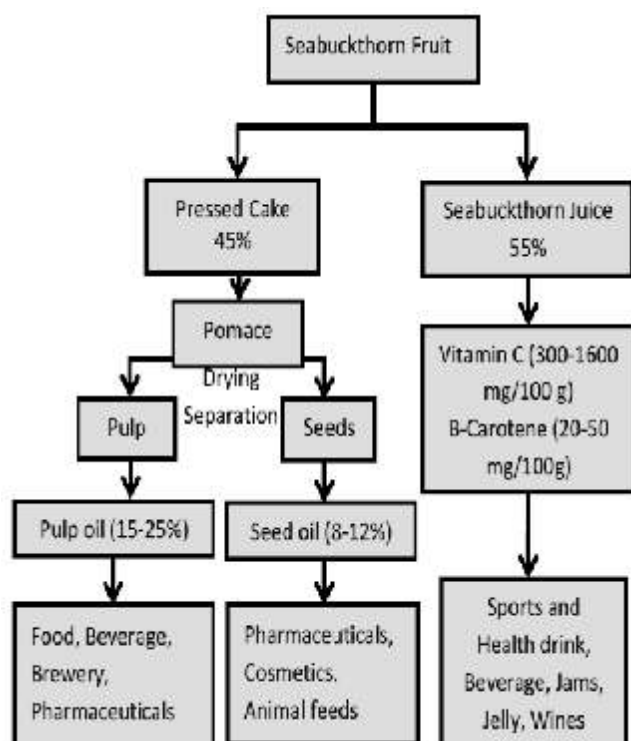 Seabuckthorn Fruit
Pressed Cake
45%
Seabuckthorn Juice
55%
Pomace
Drying
Separation
Pulp
Seeds
Vitamin C (300-1600
mg/100 g)
B-Carotene (20-50
mg/100g)
Pulp oil (15-25%)
Seed oil (8-12%)
Food, Beverage,
Brewery,
Pharmaceuticals
Pharmaceuticals,
Cosmetics,
Animal feeds
Sports and
Health drink,
Beverage, Jams,
Jelly, Wines